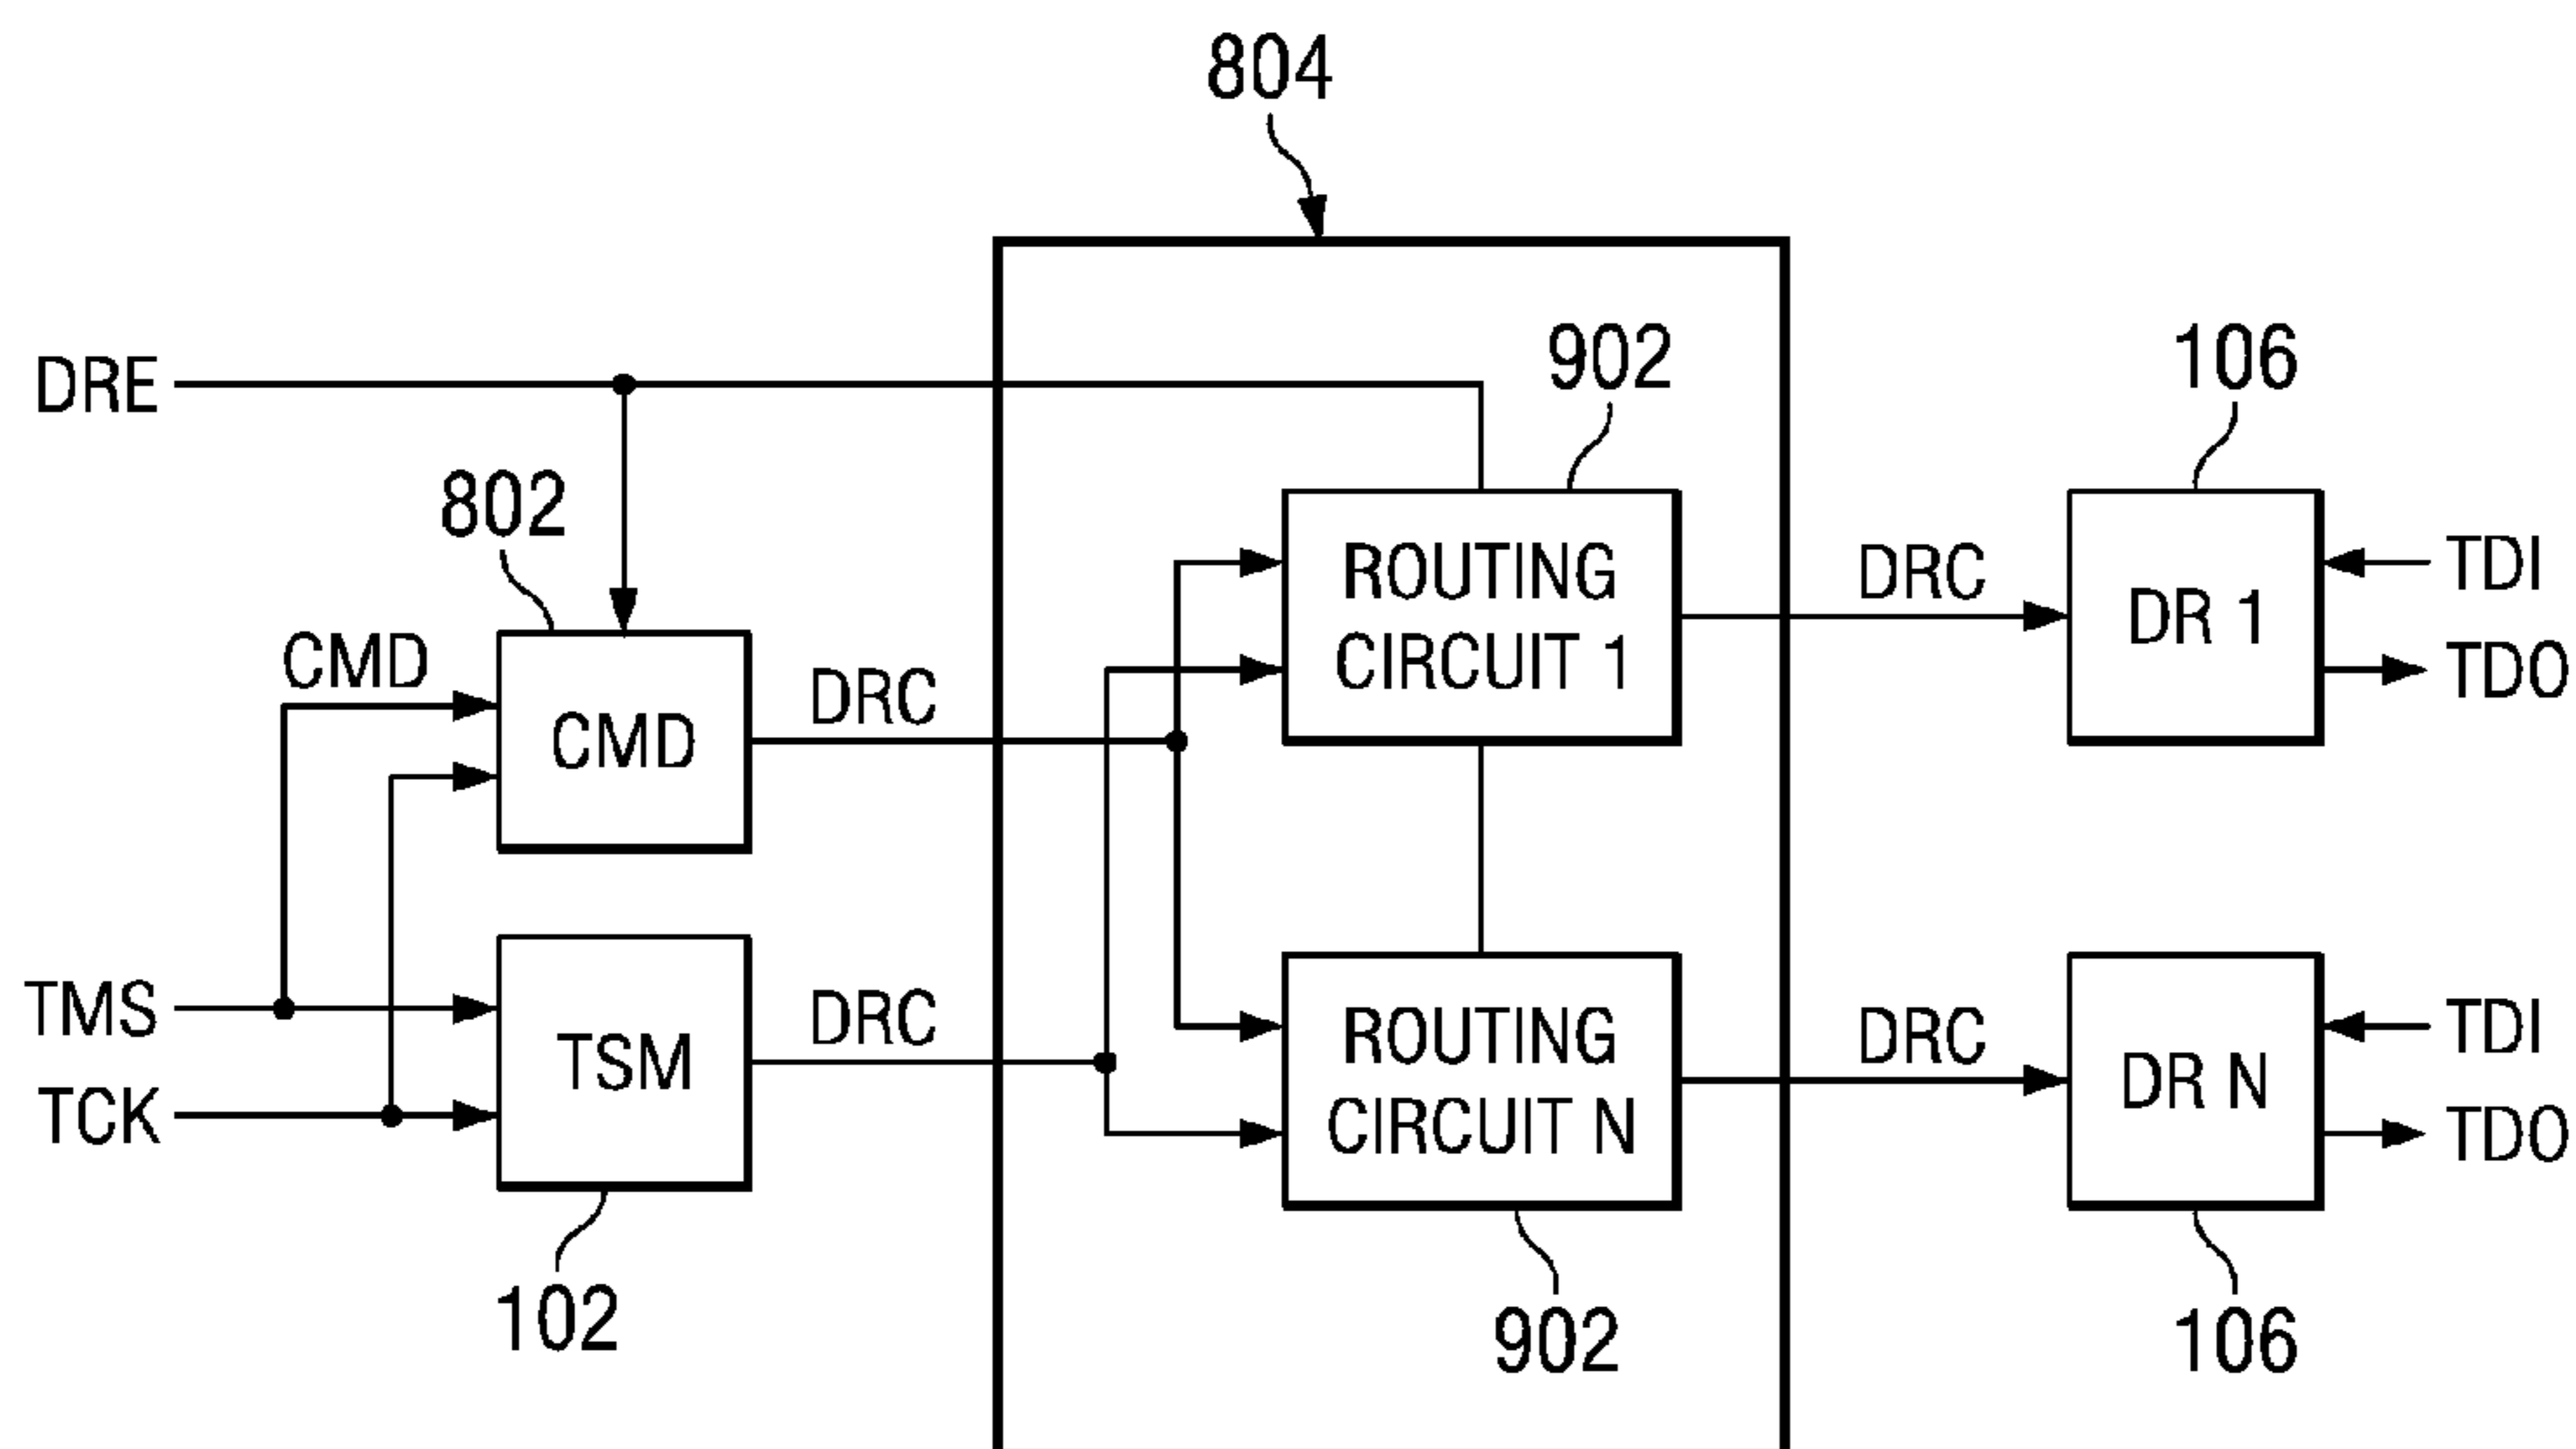 804
DRE
902
106
802
CMD
CMD
DRC
ROUTING
CIRCUIT 1
DRC
DR 1
TDI
TDO
TMS
TCK
TSM
DRC
ROUTING
CIRCUIT N
DRC
DR N
TDI
TDO
102
902
106